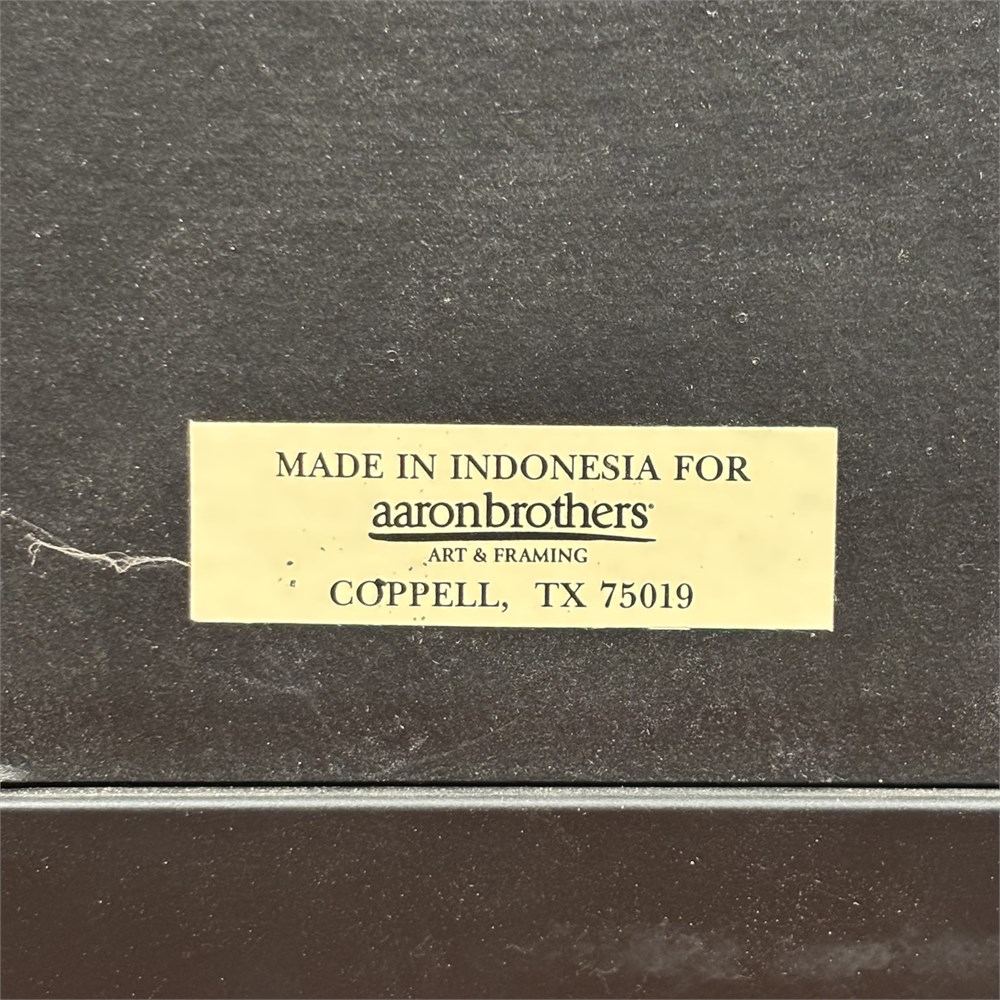 MADE IN INDONESIA FOR
aaronbrothers
ART & FRAMING
COPPELL, TX 75019